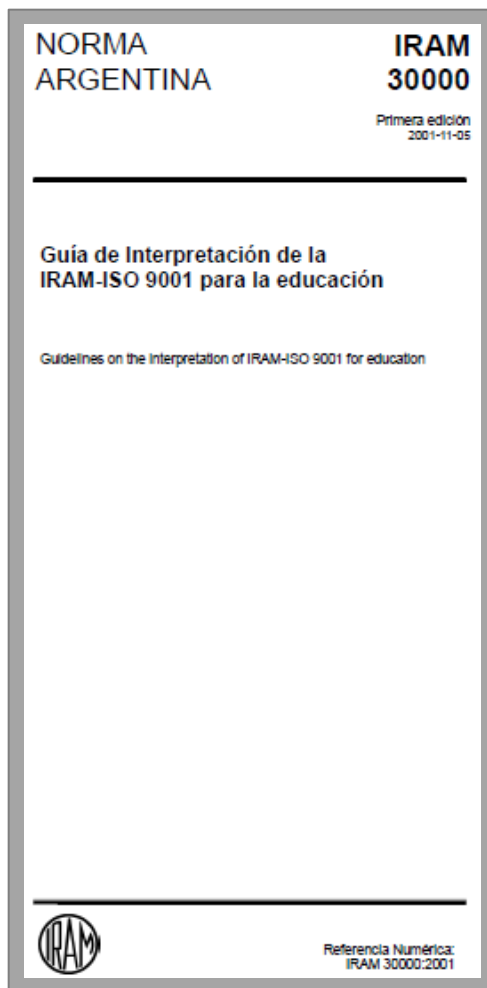 NORMA
ARGENTINA
IRAM
30000
Primera edición
2001-11-05
Guía de Interpretación de la
IRAM-ISO 9001 para la educación
Guidelines on the Interpretation of IRAM-ISO 9001 for education
IRAM
Referencia Numérica:
IRAM 30000:2001